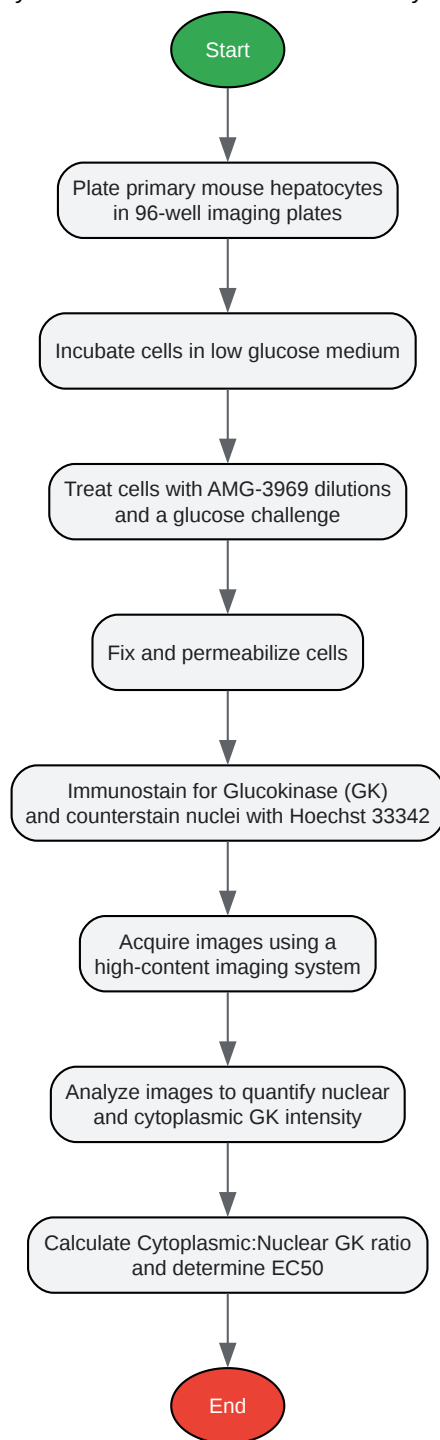 Start
Plate primary mouse hepatocytes
in 96-well imaging plates
Incubate cells in low glucose medium
Treat cells with AMG-3969 dilutions
and a glucose challenge
Fix and permeabilize cells
Immunostain for Glucokinase (GK)
and counterstain nuclei with Hoechst 33342
Acquire images using a
high-content imaging system
Analyze images to quantify nuclear
and cytoplasmic GK intensity
Calculate Cytoplasmic:Nuclear GK ratio
and determine EC50
End